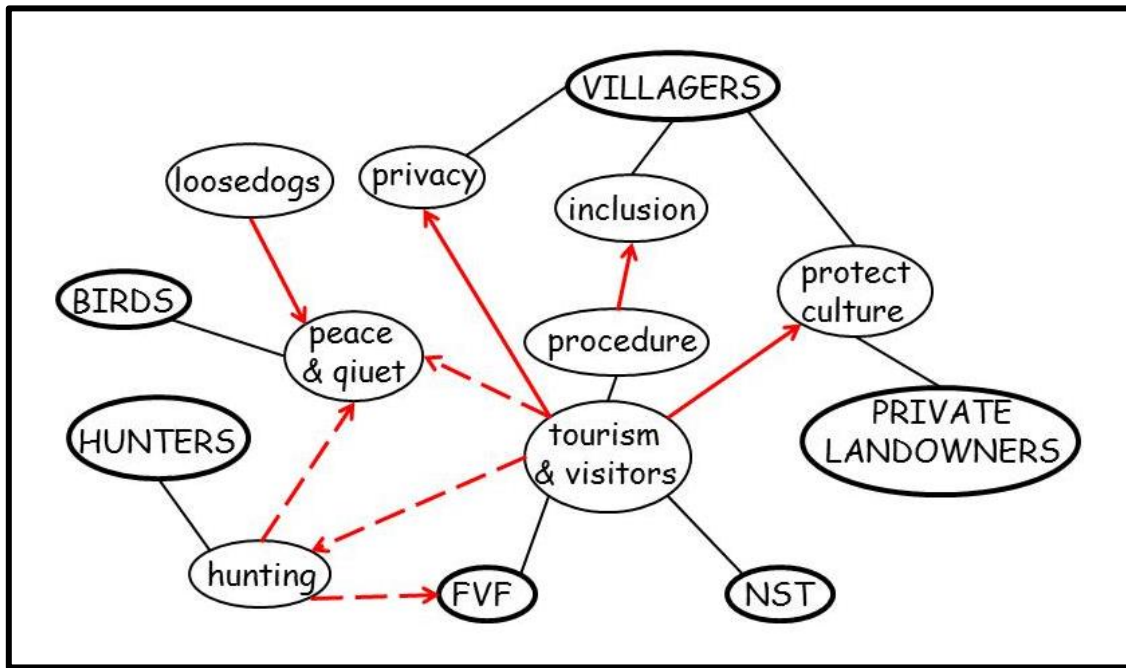 VILLAGERS
loosedogs
privacy
inclusion
BIRDS
protect
culture
peace
& qiuet
procedure
HUNTERS
PRIVATE
LANDOWNERS
tourism
& visitors
hunting
FVF
NST